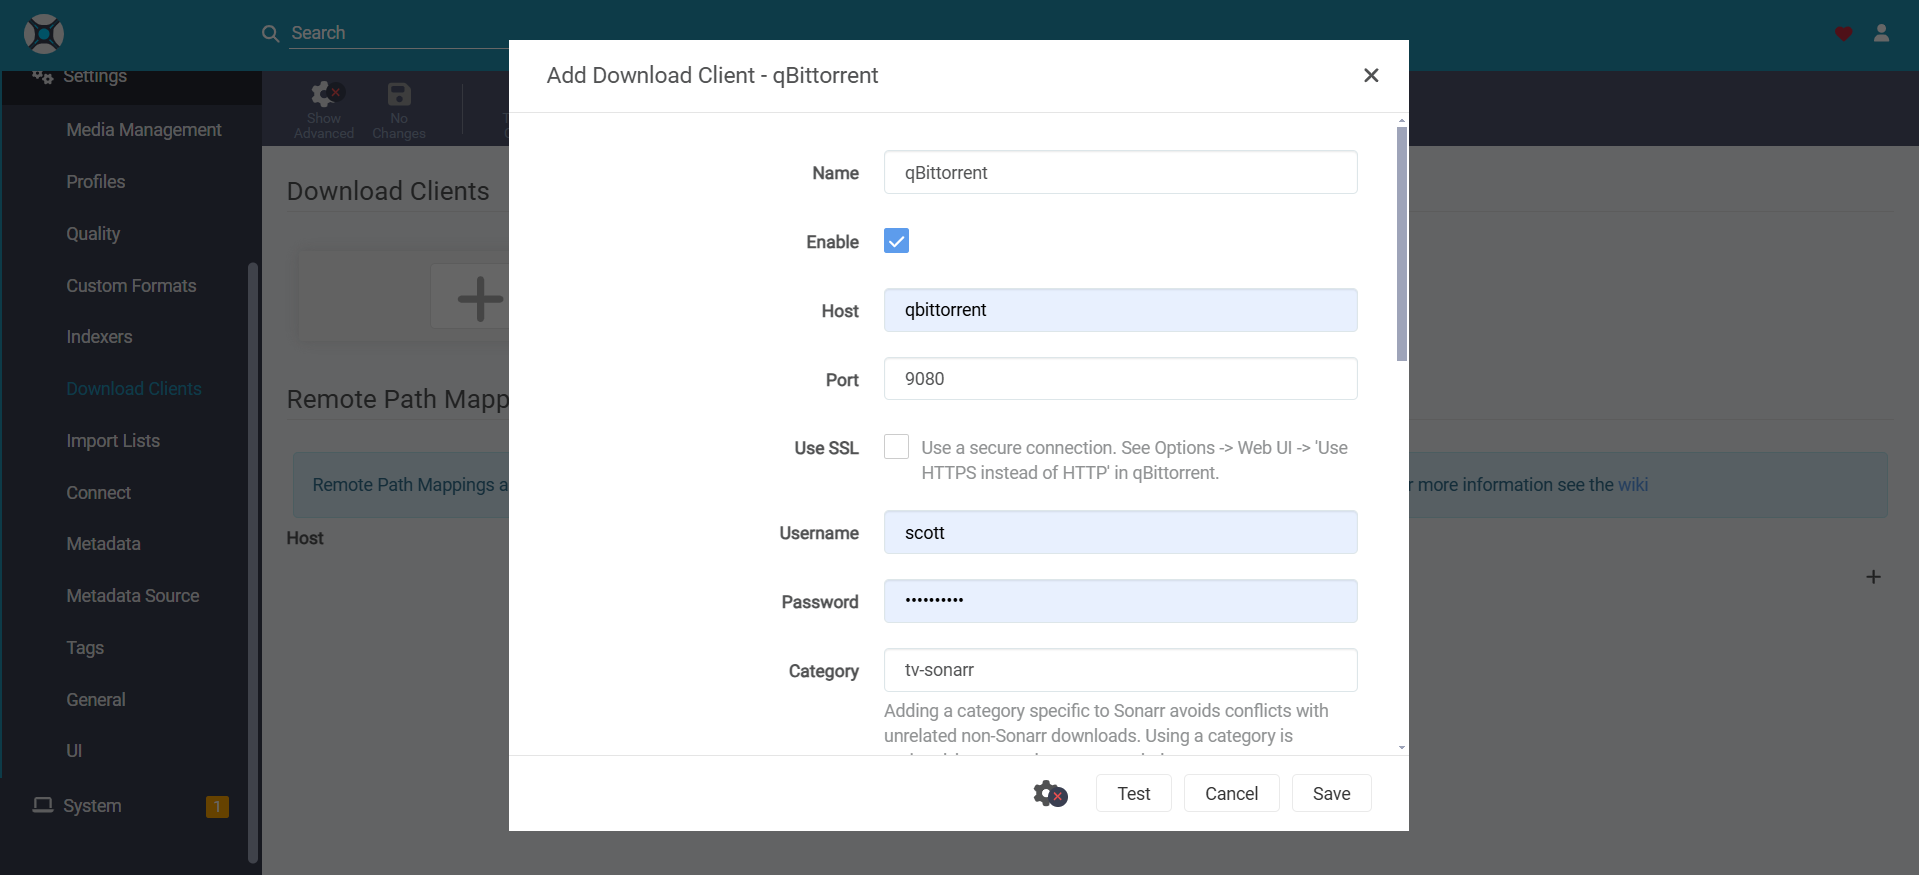 Search
Settings
Media Management
Profiles
Quality
Custom Formats
Indexers
Download Clients
Import Lists
Connect
Metadata
Metadata Source
Tags
General
UI
System
1
Show
Advanced
No
Changes
Download Clients
Remote Path Mapp
Remote Path Mappings a
r more information see the wiki
Host
Add Download Client - qBittorrent
Name
qBittorrent
Enable
Host
qbittorrent
Port
9080
Use SSL
Use a secure connection. See Options -> Web UI -> 'Use
HTTPS instead of HTTP' in qBittorrent.
Username
scott
Password
••••••••••
Category
tv-sonarr
Adding a category specific to Sonarr avoids conflicts with
unrelated non-Sonarr downloads. Using a category is
Test
Cancel
Save